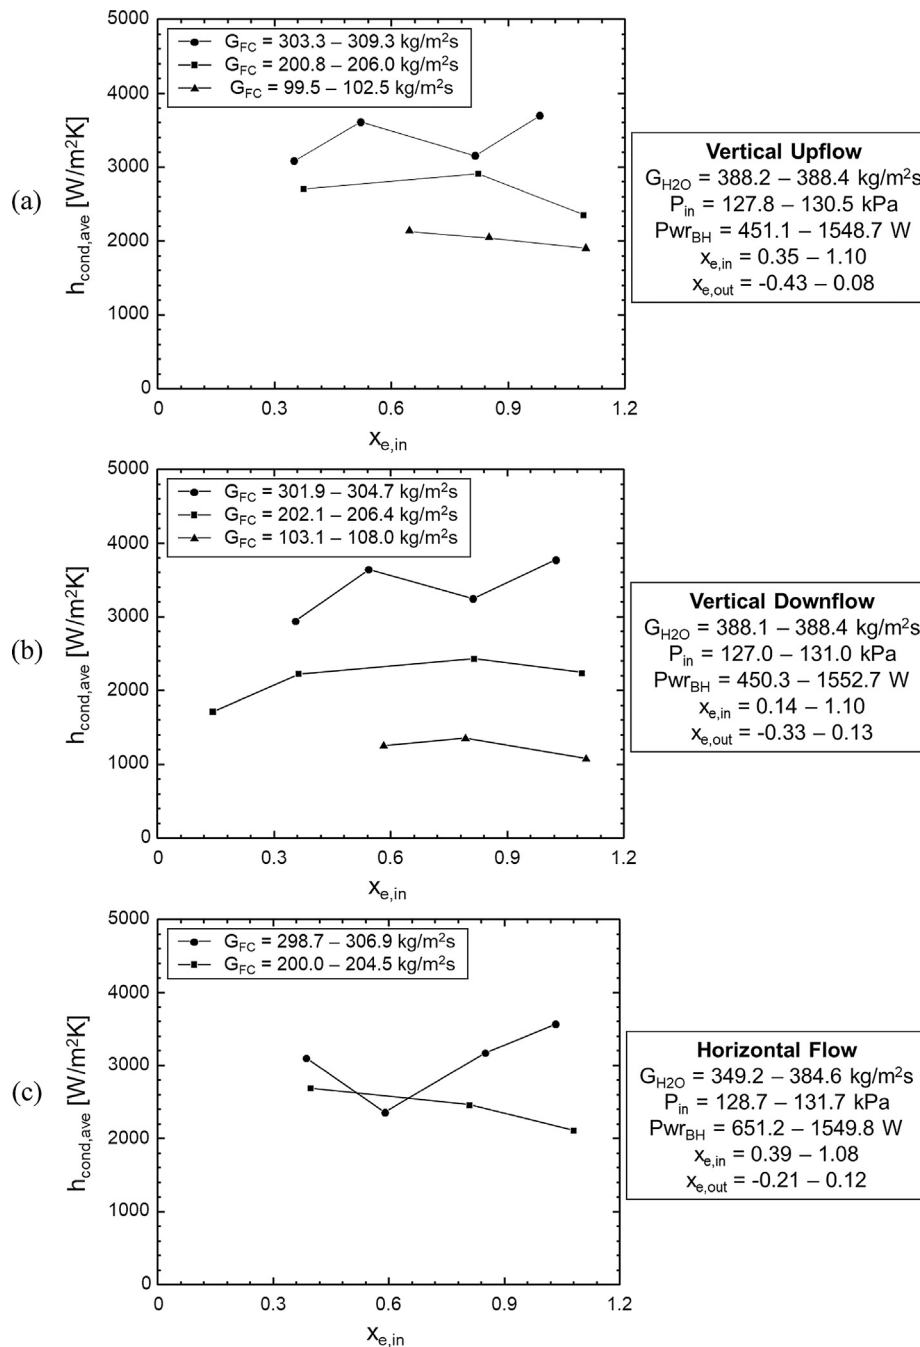 (a)
h_cond,ave [W/m²K]
5000
4000
3000
2000
1000
0
G_FC = 303.3 – 309.3 kg/m²s
G_FC = 200.8 – 206.0 kg/m²s
G_FC = 99.5 – 102.5 kg/m²s
0 0.3 0.6 0.9 1.2
x_e,in
Vertical Upflow
G_H2O = 388.2 – 388.4 kg/m²s
P_in = 127.8 – 130.5 kPa
Pwr_BH = 451.1 – 1548.7 W
x_e,in = 0.35 – 1.10
x_e,out = -0.43 – 0.08
(b)
h_cond,ave [W/m²K]
5000
4000
3000
2000
1000
0
G_FC = 301.9 – 304.7 kg/m²s
G_FC = 202.1 – 206.4 kg/m²s
G_FC = 103.1 – 108.0 kg/m²s
0 0.3 0.6 0.9 1.2
x_e,in
Vertical Downflow
G_H2O = 388.1 – 388.4 kg/m²s
P_in = 127.0 – 131.0 kPa
Pwr_BH = 450.3 – 1552.7 W
x_e,in = 0.14 – 1.10
x_e,out = -0.33 – 0.13
(c)
h_cond,ave [W/m²K]
5000
4000
3000
2000
1000
0
G_FC = 298.7 – 306.9 kg/m²s
G_FC = 200.0 – 204.5 kg/m²s
0 0.3 0.6 0.9 1.2
x_e,in
Horizontal Flow
G_H2O = 349.2 – 384.6 kg/m²s
P_in = 128.7 – 131.7 kPa
Pwr_BH = 651.2 – 1549.8 W
x_e,in = 0.39 – 1.08
x_e,out = -0.21 – 0.12